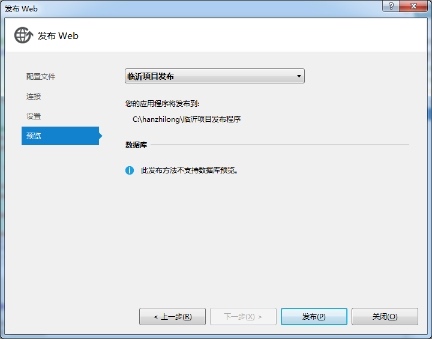 发布 Web
发布 Web
配置文件
临沂项目发布
连接
您的应用程序将发布到:
设置
C:\hanzhilong\临沂项目发布程序
预览
数据库
此发布方法不支持数据库预览。
< 上一步(R)
下一步(X) >
发布(P)
关闭(O)